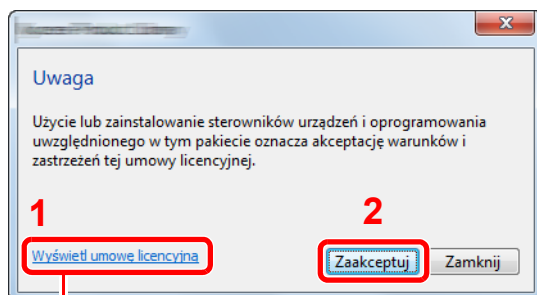 Uwaga
Użycie lub zainstalowanie sterowników urządzeń i oprogramowania
uwzględnionego w tym pakiecie oznacza akceptację warunków i
zastrzeżeń tej umowy licencyjnej.
1
2
Wyświetl umowę licencyjną
Zaakceptuj
Zamknij